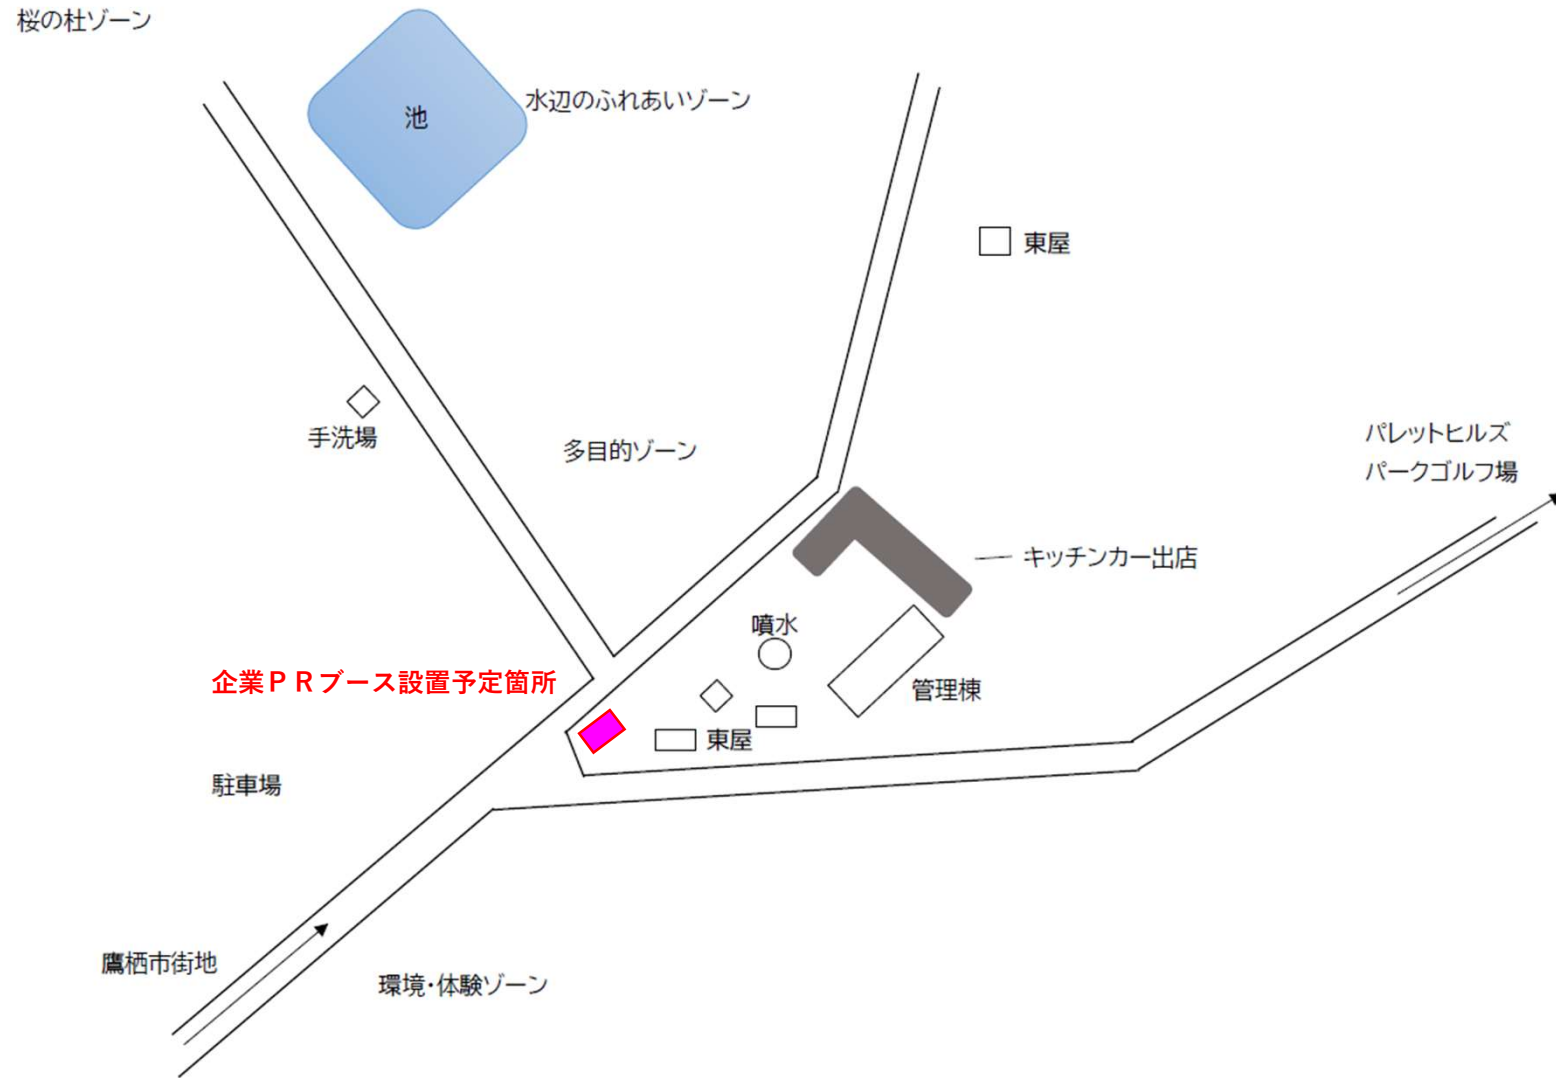 桜の杜ゾーン
池
水辺のふれあいゾーン
東屋
手洗場
多目的ゾーン
パレットヒルズ
パークゴルフ場
キッチンカー出店
噴水
企業ＰＲブース設置予定箇所
管理棟
東屋
駐車場
鷹栖市街地
環境・体験ゾーン